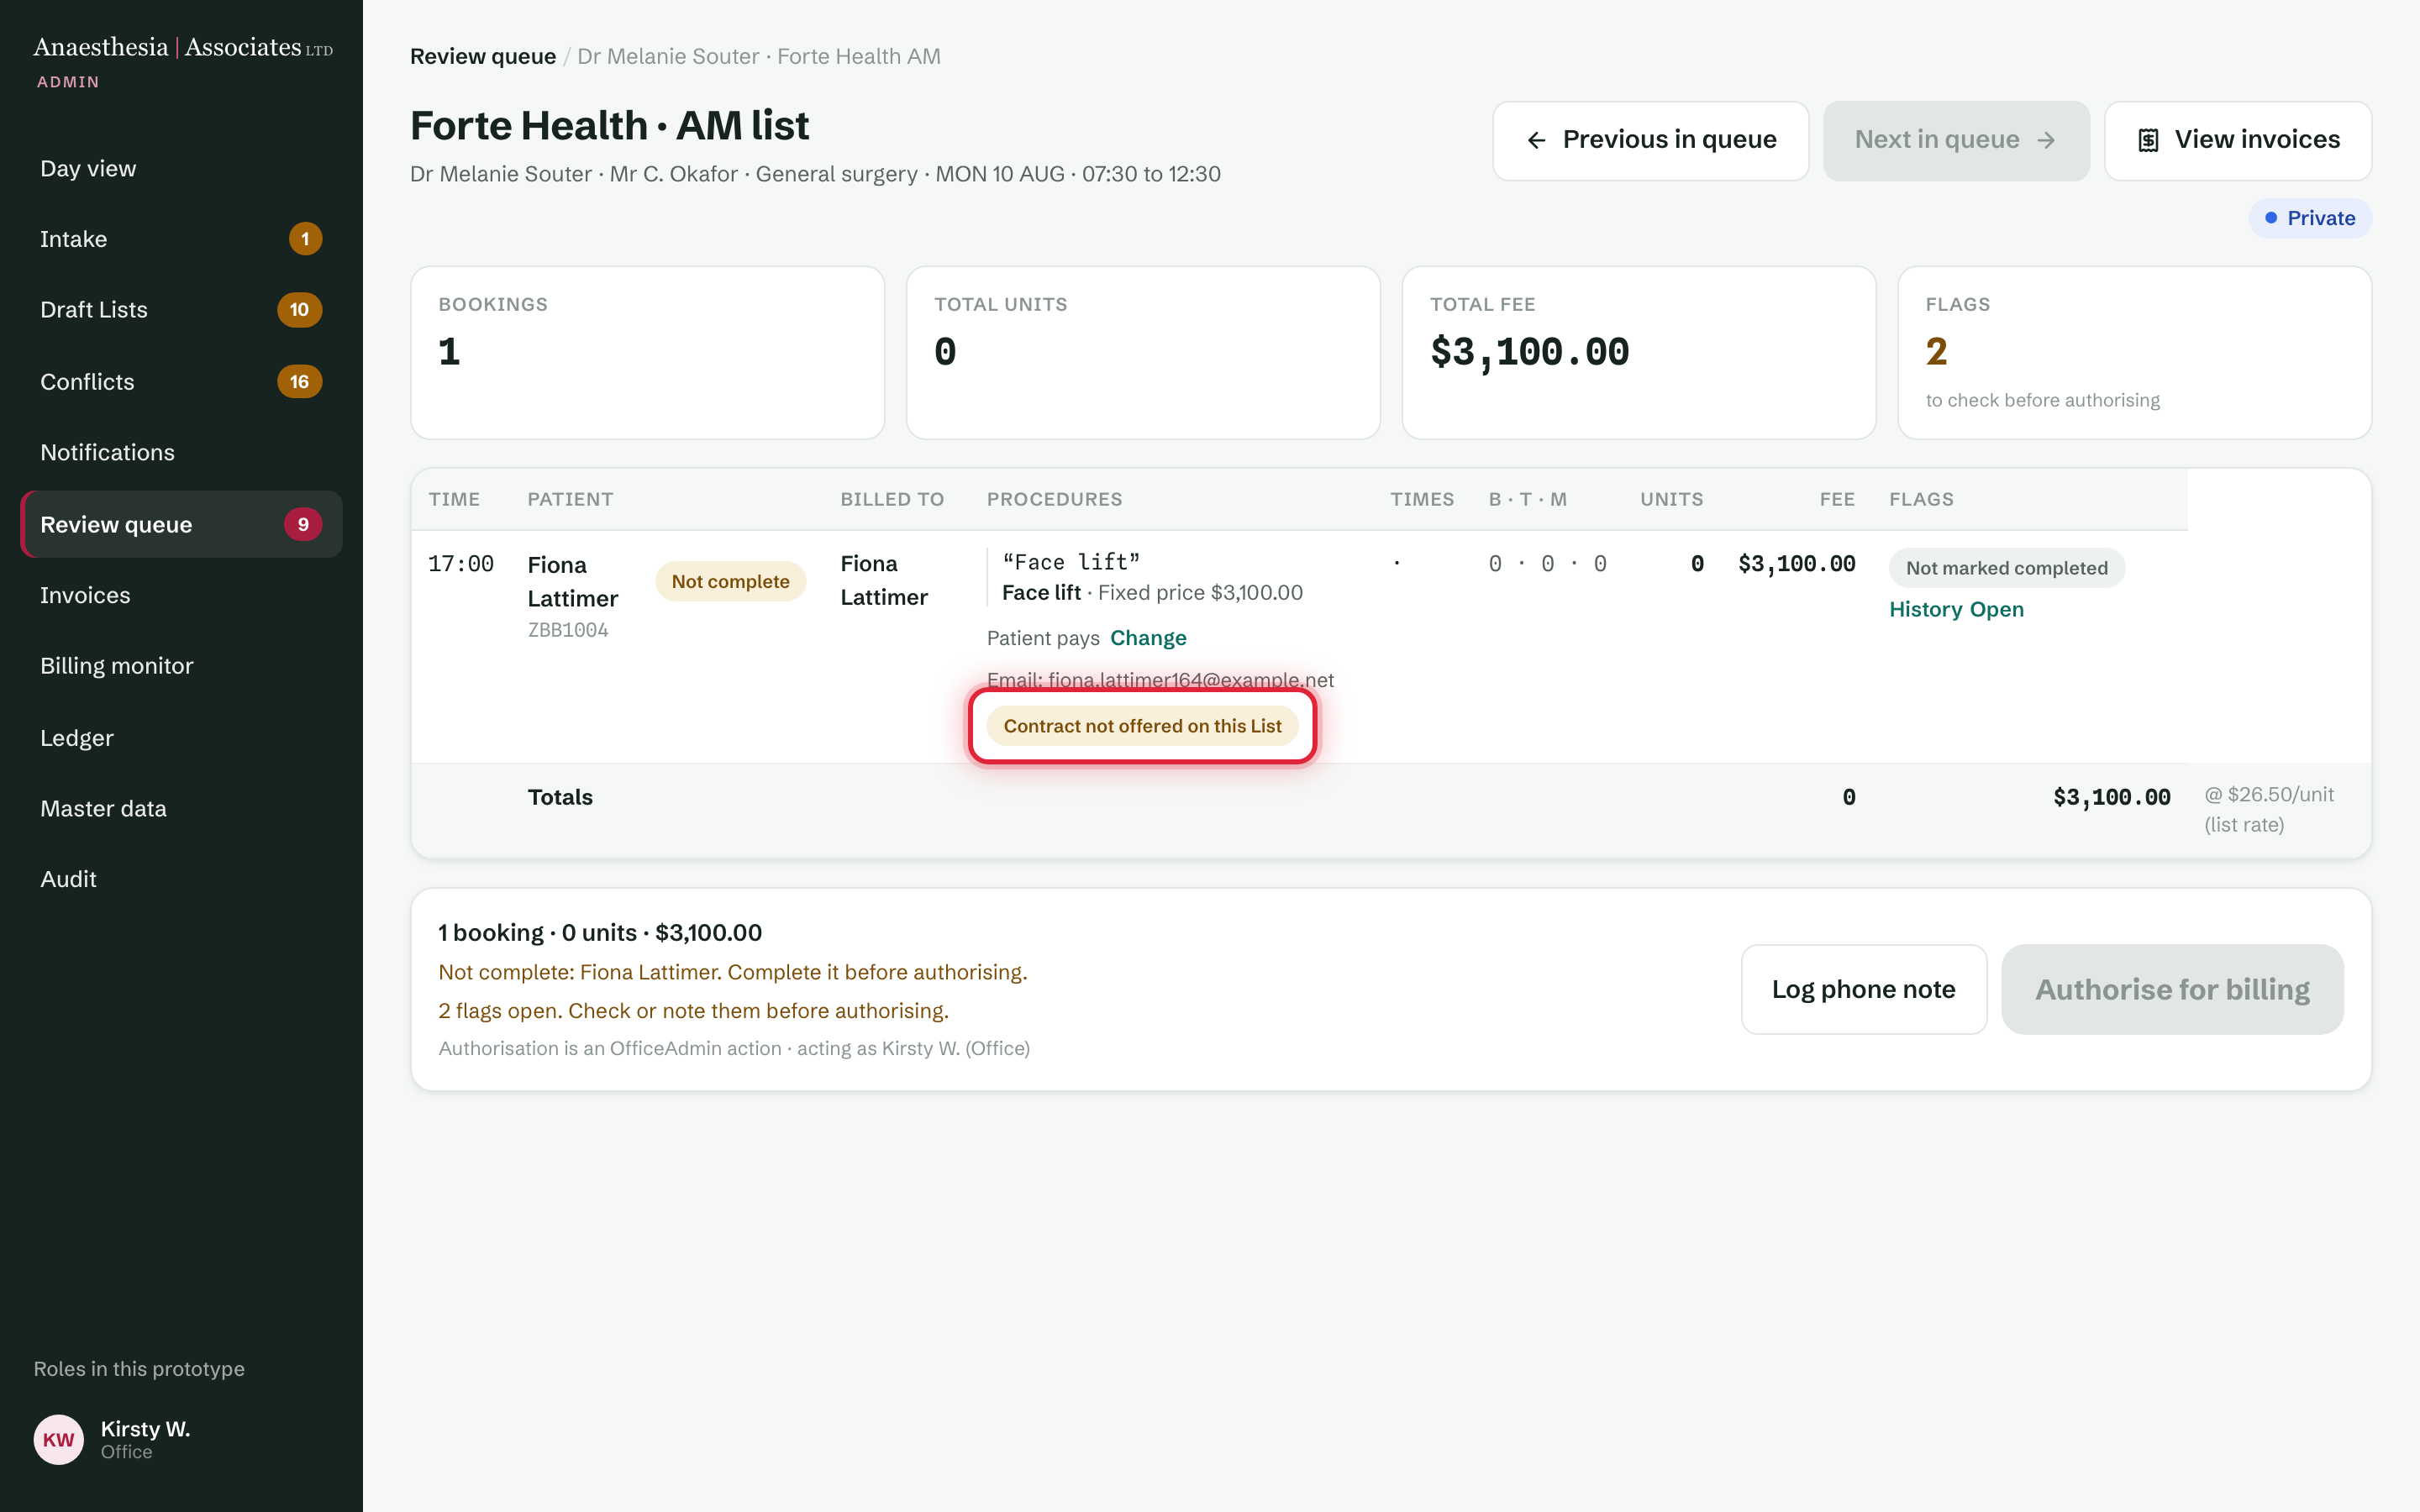 Anaesthesia | Associates LTD
ADMIN
Day view
Intake 1
Draft Lists 10
Conflicts 16
Notifications
Review queue 9
Invoices
Billing monitor
Ledger
Master data
Audit
Roles in this prototype
KW
Kirsty W.
Office
Review queue / Dr Melanie Souter · Forte Health AM
Forte Health · AM list
Dr Melanie Souter · Mr C. Okafor · General surgery · MON 10 AUG · 07:30 to 12:30
← Previous in queue
Next in queue →
View invoices
Private
BOOKINGS
1
TOTAL UNITS
0
TOTAL FEE
$3,100.00
FLAGS
2
to check before authorising
TIME PATIENT BILLED TO PROCEDURES TIMES B · T · M UNITS FEE FLAGS
17:00
Fiona
Lattimer
ZBB1004
Not complete
Fiona
Lattimer
“Face lift”
Face lift · Fixed price $3,100.00
Patient pays Change
Email: fiona.lattimer164@example.net
Contract not offered on this List
·
0 · 0 · 0
0
$3,100.00
Not marked completed
History Open
Totals 0 $3,100.00
@ $26.50/unit
(list rate)
1 booking · 0 units · $3,100.00
Not complete: Fiona Lattimer. Complete it before authorising.
2 flags open. Check or note them before authorising.
Authorisation is an OfficeAdmin action · acting as Kirsty W. (Office)
Log phone note
Authorise for billing